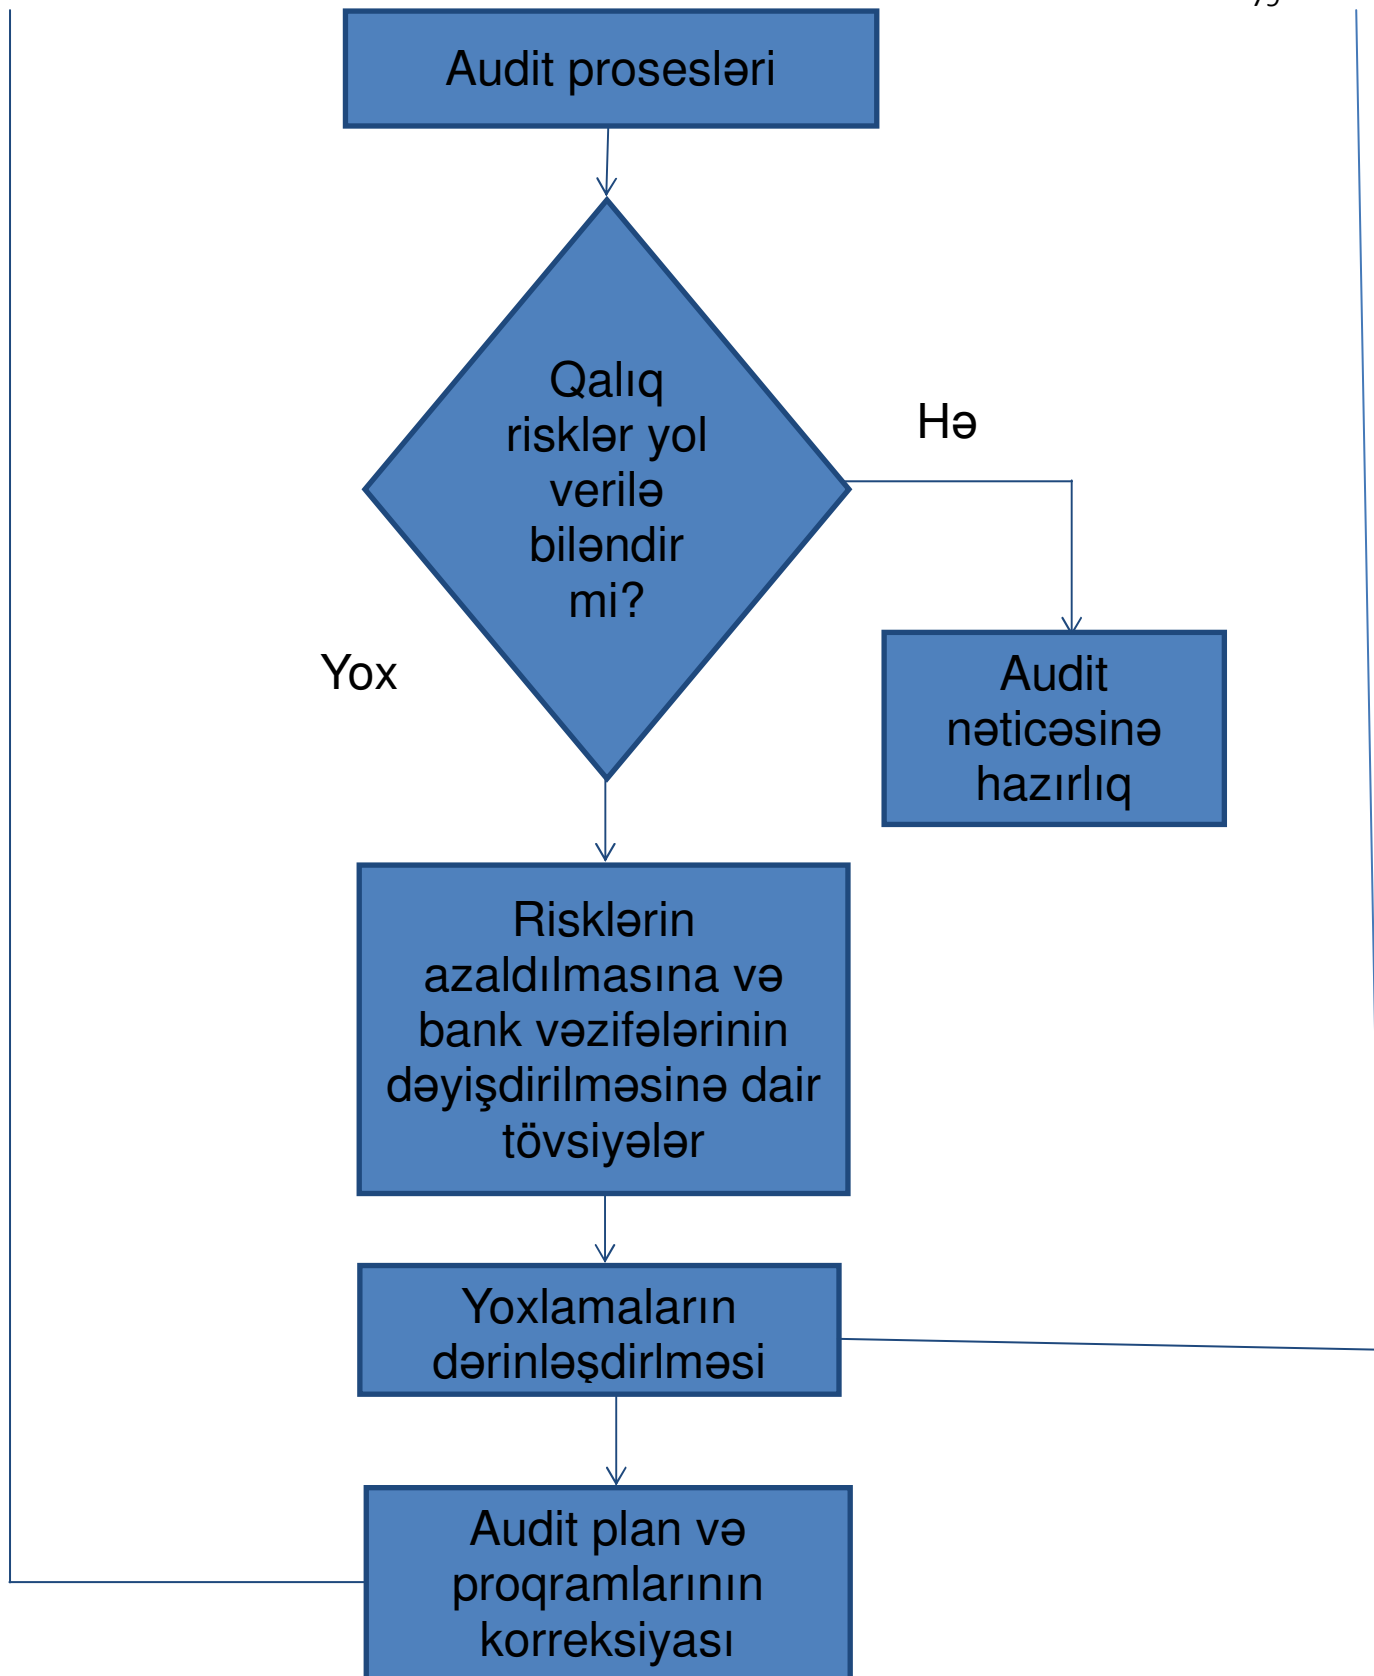 Audit prosesləri
Qalıq
risklər yol
verilə
biləndir
mi?
Hə
Yox
Audit
nəticəsinə
hazırlıq
Risklərin
azaldılmasına və
bank vəzifələrinin
dəyişdirilməsinə dair
tövsiyələr
Yoxlamaların
dərinləşdirlməsi
Audit plan və
proqramlarının
korreksiyası